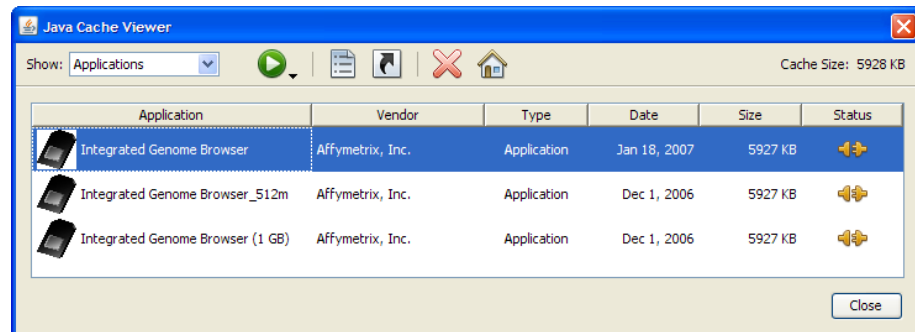 Java Cache Viewer
Show: Applications Cache Size: 5928 KB
Application Vendor Type Date Size Status
Integrated Genome Browser Affymetrix, Inc. Application Jan 18, 2007 5927 KB
Integrated Genome Browser_512m Affymetrix, Inc. Application Dec 1, 2006 5927 KB
Integrated Genome Browser (1 GB) Affymetrix, Inc. Application Dec 1, 2006 5927 KB
Close